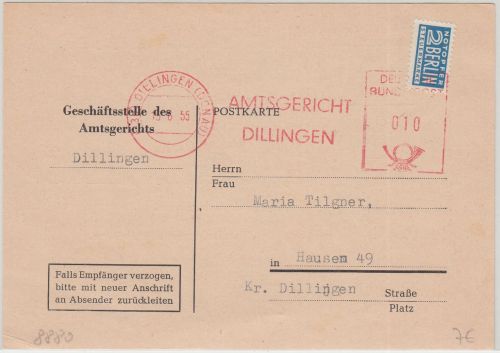 NOTOPFER
2 BERLIN
STEUERMARKE
DILLINGEN (DONAU)
55
DEU
BUND
010
AMTSGERICHT
DILLINGEN
Geschäftsstelle des
Amtsgerichts
Dillingen
POSTKARTE
Herrn
Frau
Maria Tilgner,
in Hausen 49
Kr. Dillingen
Straße
Platz
Falls Empfänger verzogen,
bitte mit neuer Anschrift
an Absender zurückleiten
8880
7€